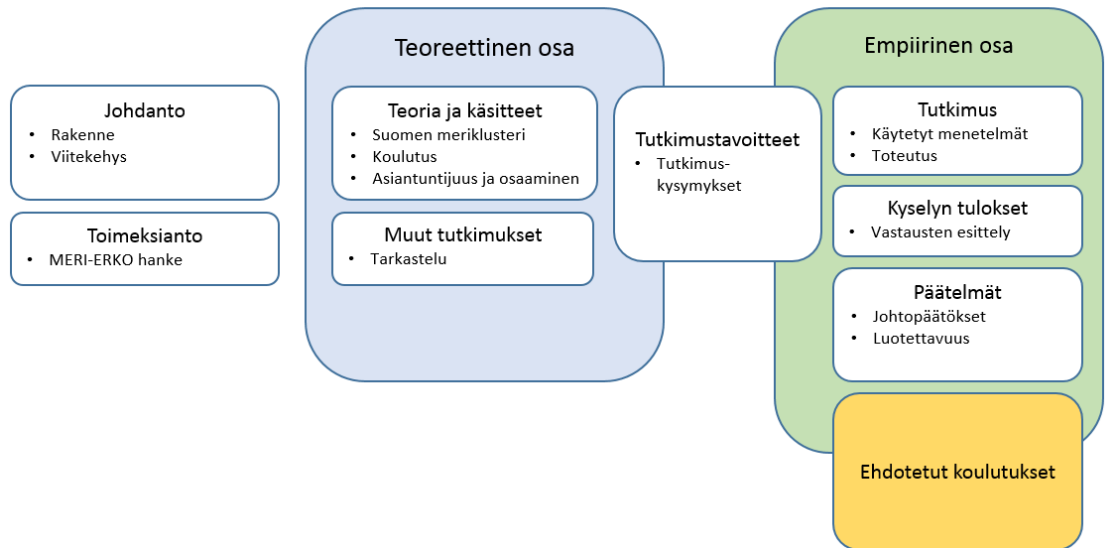 Johdanto
• Rakenne
• Viitekehys
Toimeksianto
• MERI-ERKO hanke
Teoreettinen osa
Teoria ja käsitteet
• Suomen meriklusteri
• Koulutus
• Asiantuntijuus ja osaaminen
Muut tutkimukset
• Tarkastelu
Tutkimustavoitteet
• Tutkimus-
kysymykset
Empiirinen osa
Tutkimus
• Käytetyt menetelmät
• Toteutus
Kyselyn tulokset
• Vastausten esittely
Päätelmät
• Johtopäätökset
• Luotettavuus
Ehdotetut koulutukset